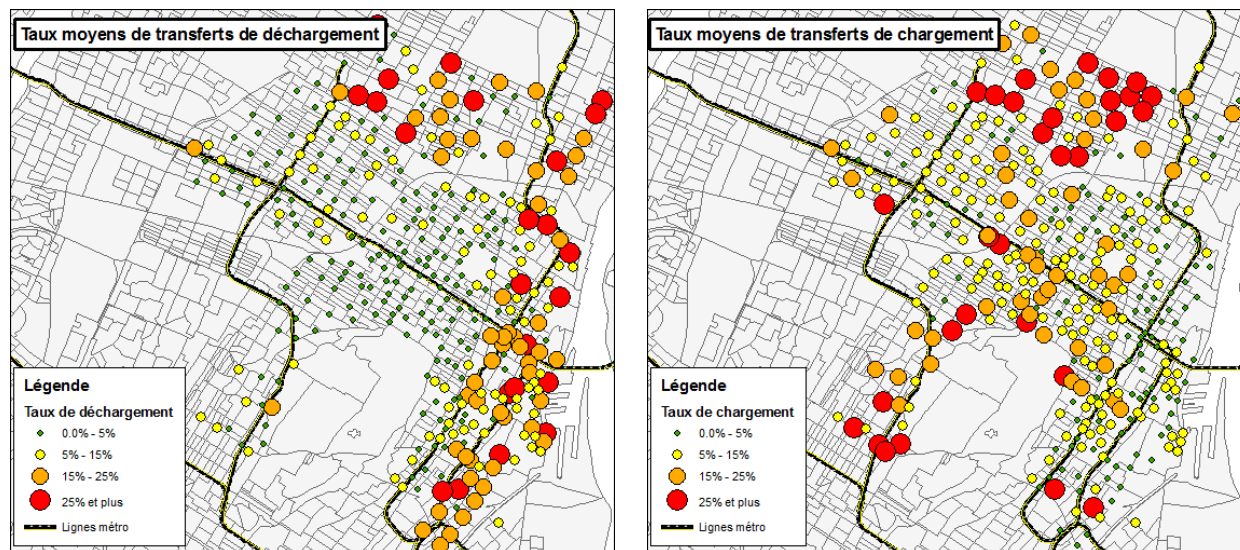 Taux moyens de transferts de déchargement
Légende
Taux de déchargement
0.0% - 5%
5% - 15%
15% - 25%
25% et plus
Lignes métro
Taux moyens de transferts de chargement
Légende
Taux de chargement
0.0% - 5%
5% - 15%
15% - 25%
25% et plus
Lignes métro